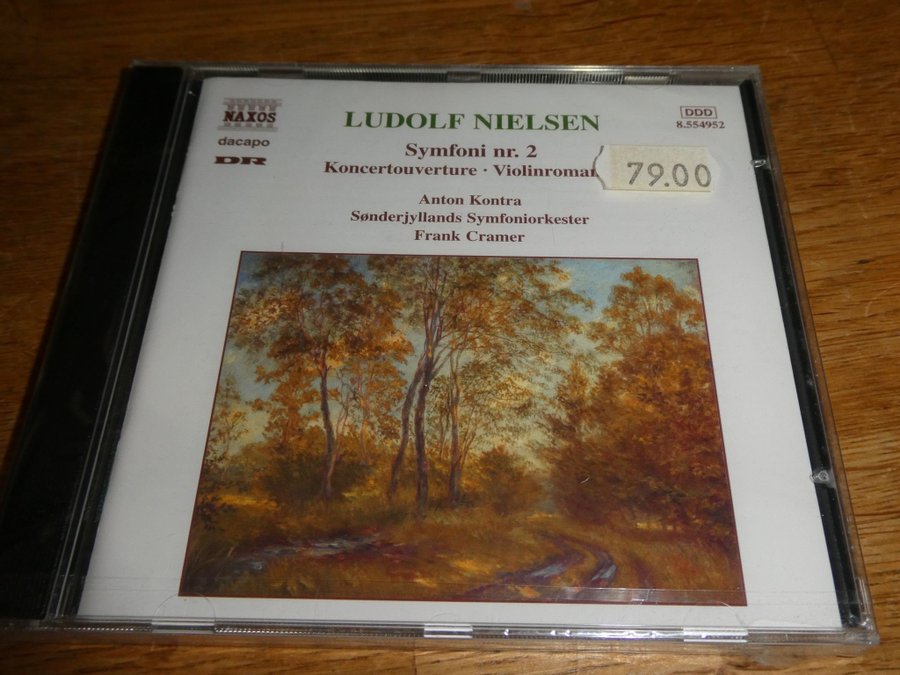 NAXOS
dacapo
DR
LUDOLF NIELSEN
DDD
8.554952
Symfoni nr. 2
Koncertouverture · 
79.00
Anton Kontra
Sønderjyllands Symfoniorkester
Frank Cramer